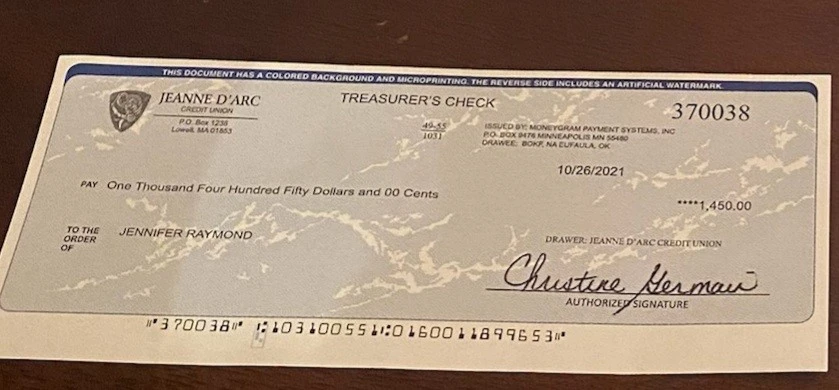 THIS DOCUMENT HAS A COLORED BACKGROUND AND MICROPRINTING. THE REVERSE SIDE INCLUDES AN ARTIFICIAL WATERMARK.
JEANNE D'ARC
CREDIT UNION
P.O. Box 1238
Lowell, MA 01853
TREASURER'S CHECK
49-55
1031
370038
ISSUED BY: MONEYGRAM PAYMENT SYSTEMS, INC
P.O. BOX 9476 MINNEAPOLIS MN 55480
DRAWEE: BOKF, NA EUFAULA, OK
10/26/2021
PAY One Thousand Four Hundred Fifty Dollars and 00 Cents
****1,450.00
TO THE
ORDER
OF
JENNIFER RAYMOND
DRAWER: JEANNE D'ARC CREDIT UNION
Christine German
AUTHORIZED SIGNATURE
⑈370038⑈ ⑆103100551⑆0160011899653⑈